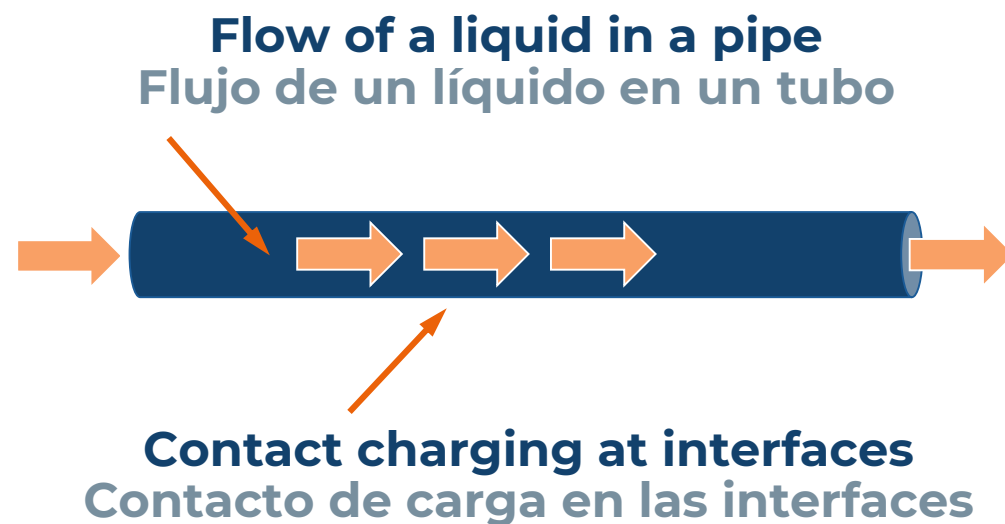 Flow of a liquid in a pipe
Flujo de un líquido en un tubo
Contact charging at interfaces
Contacto de carga en las interfaces